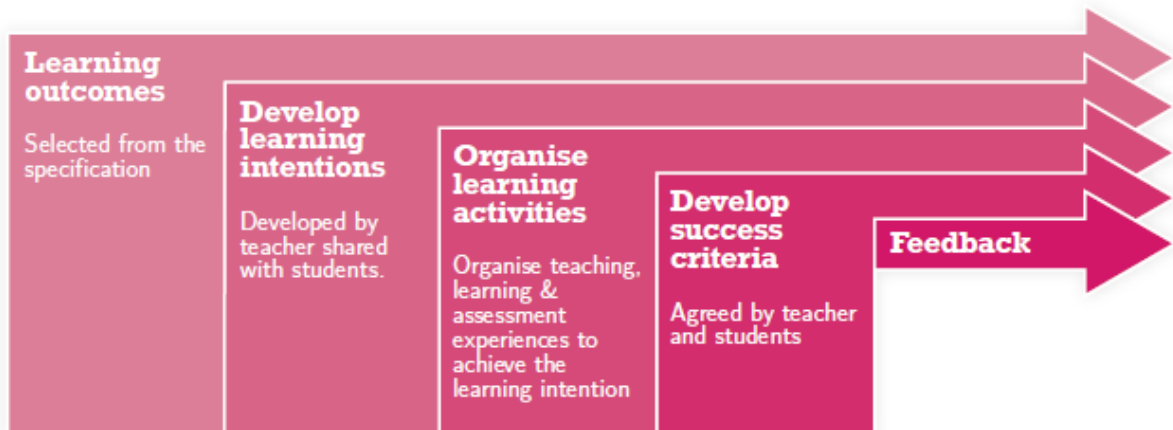 Learning
outcomes
Selected from the
specification
Develop
learning
intentions
Developed by
teacher shared
with students.
Organise
learning
activities
Organise teaching,
learning &
assessment
experiences to
achieve the
learning intention
Develop
success
criteria
Agreed by teacher
and students
Feedback